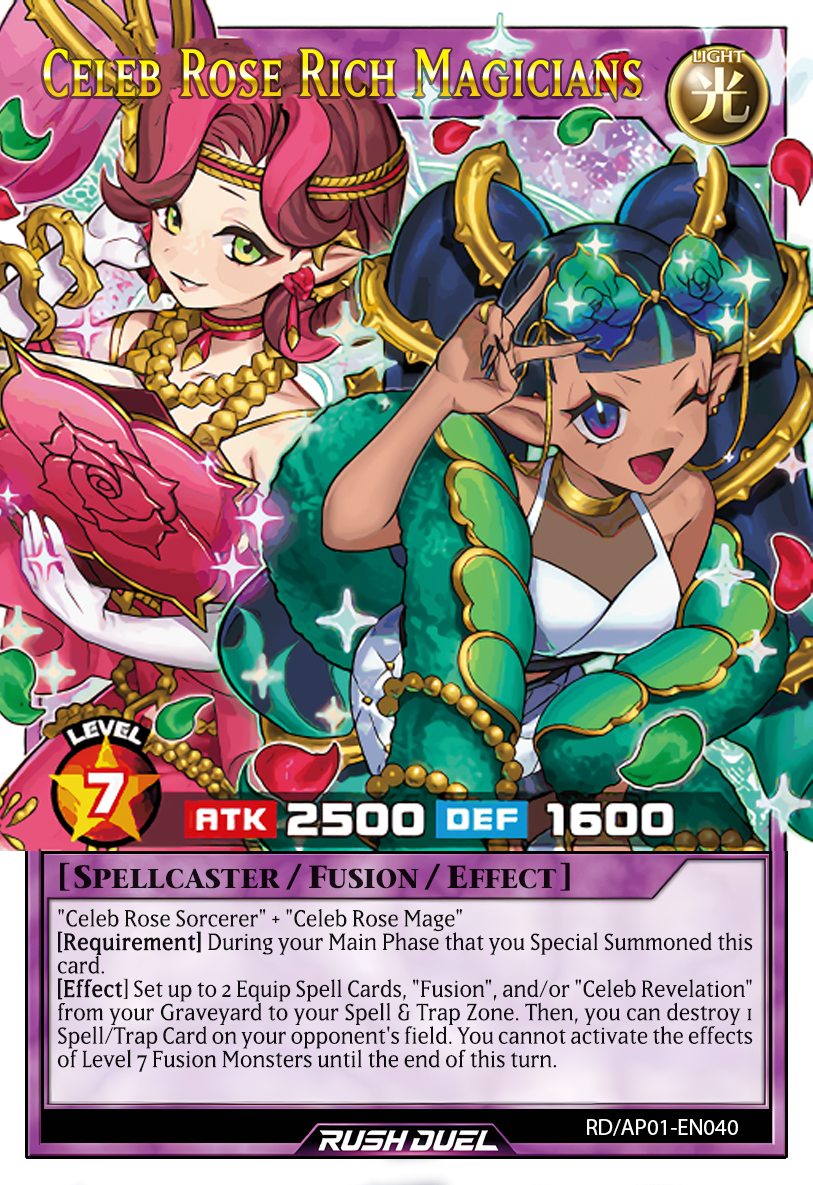 Celeb Rose Rich Magicians
LIGHT
光
LEVEL
7
ATK 2500 DEF 1600
[Spellcaster / Fusion / Effect]
"Celeb Rose Sorcerer" + "Celeb Rose Mage"
[Requirement] During your Main Phase that you Special Summoned this
card.
[Effect] Set up to 2 Equip Spell Cards, "Fusion", and/or "Celeb Revelation"
from your Graveyard to your Spell & Trap Zone. Then, you can destroy 1
Spell/Trap Card on your opponent's field. You cannot activate the effects
of Level 7 Fusion Monsters until the end of this turn.
RD/AP01-EN040
RUSH DUEL